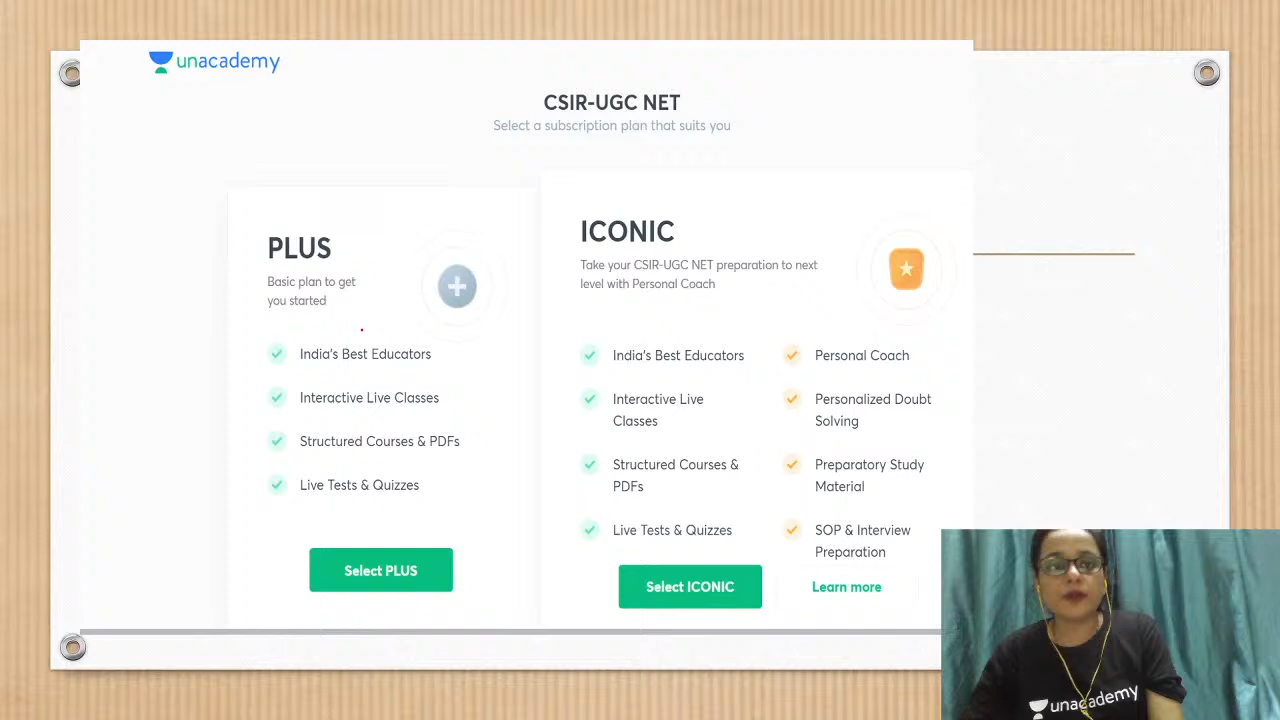 unacademy
CSIR-UGC NET
Select a subscription plan that suits you
PLUS
Basic plan to get
you started
India's Best Educators
Interactive Live Classes
Structured Courses & PDFs
Live Tests & Quizzes
Select PLUS
ICONIC
Take your CSIR-UGC NET preparation to next
level with Personal Coach
India's Best Educators
Interactive Live
Classes
Structured Courses &
PDFs
Live Tests & Quizzes
Personal Coach
Personalized Doubt
Solving
Preparatory Study
Material
SOP & Interview
Preparation
Select ICONIC
Learn more
unacademy